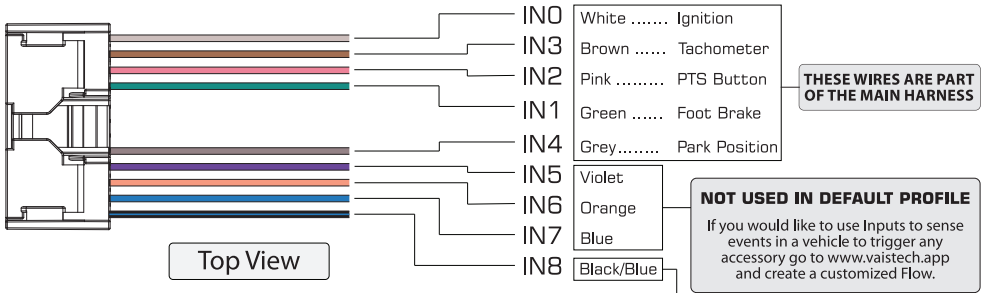 IN0 White ...... Ignition
IN3 Brown ...... Tachometer
IN2 Pink ......... PTS Button
IN1 Green ...... Foot Brake
IN4 Grey........ Park Position
THESE WIRES ARE PART
OF THE MAIN HARNESS
IN5 Violet
IN6 Orange
IN7 Blue
IN8 Black/Blue
NOT USED IN DEFAULT PROFILE
If you would like to use Inputs to sense
events in a vehicle to trigger any
accessory go to www.vaistech.app
and create a customized Flow.
Top View